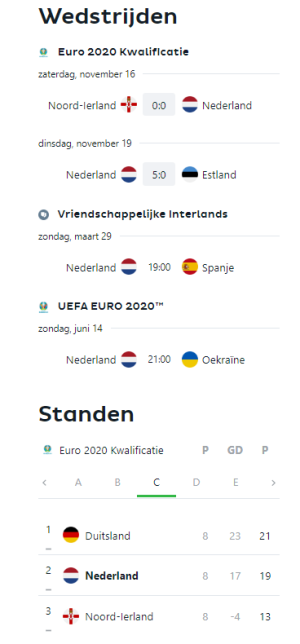 Wedstrijden
Euro 2020 Kwalificatie
zaterdag, november 16
Noord-Ierland 0:0 Nederland
dinsdag, november 19
Nederland 5:0 Estland
Vriendschappelijke Interlands
zondag, maart 29
Nederland 19:00 Spanje
UEFA EURO 2020™
zondag, juni 14
Nederland 21:00 Oekraïne
Standen
Euro 2020 Kwalificatie P GD P
‹ A B C D E ›
1 Duitsland 8 23 21
2 Nederland 8 17 19
3 Noord-Ierland 8 -4 13